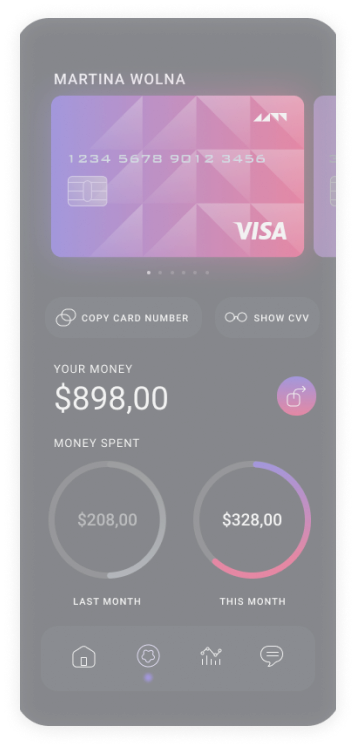 MARTINA WOLNA
1234 5678 9012 3456
VISA
COPY CARD NUMBER
SHOW CVV
YOUR MONEY
$898,00
MONEY SPENT
$208,00
$328,00
LAST MONTH
THIS MONTH